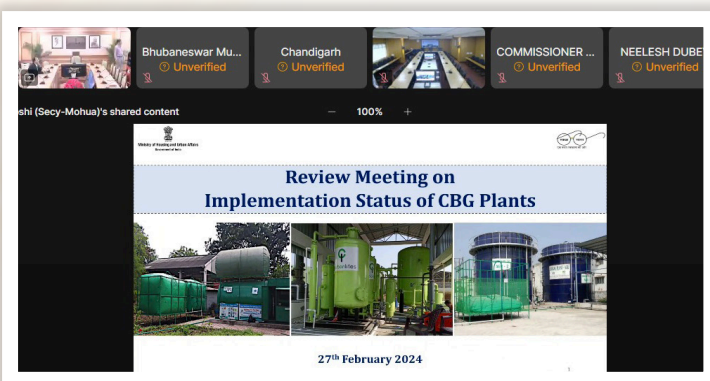 Bhubaneswar Mu...
Unverified
Chandigarh
Unverified
COMMISSIONER ...
Unverified
NEELESH DUBE
Unverified
shi (Secy-Mohua)'s shared content
− 100% +
Ministry of Housing and Urban Affairs
Government of India
Review Meeting on
Implementation Status of CBG Plants
27th February 2024
1